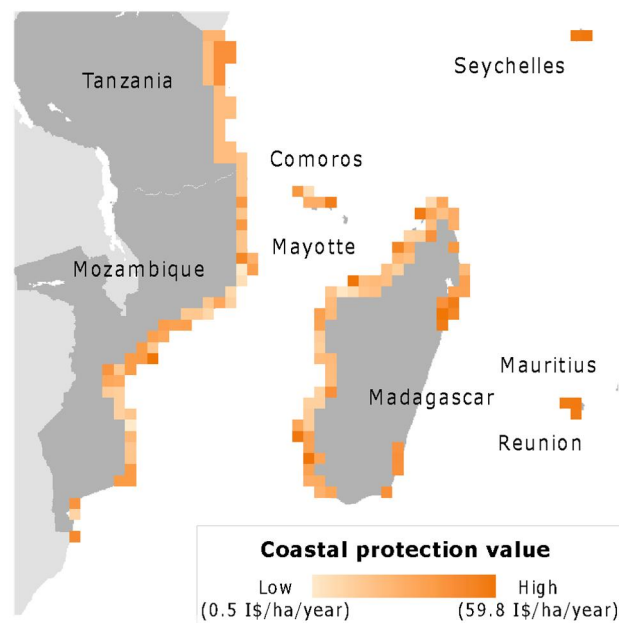 Seychelles
Tanzania
Comoros
Mayotte
Mozambique
Mauritius
Madagascar
Reunion
Coastal protection value
Low High
(0.5 I$/ha/year) (59.8 I$/ha/year)